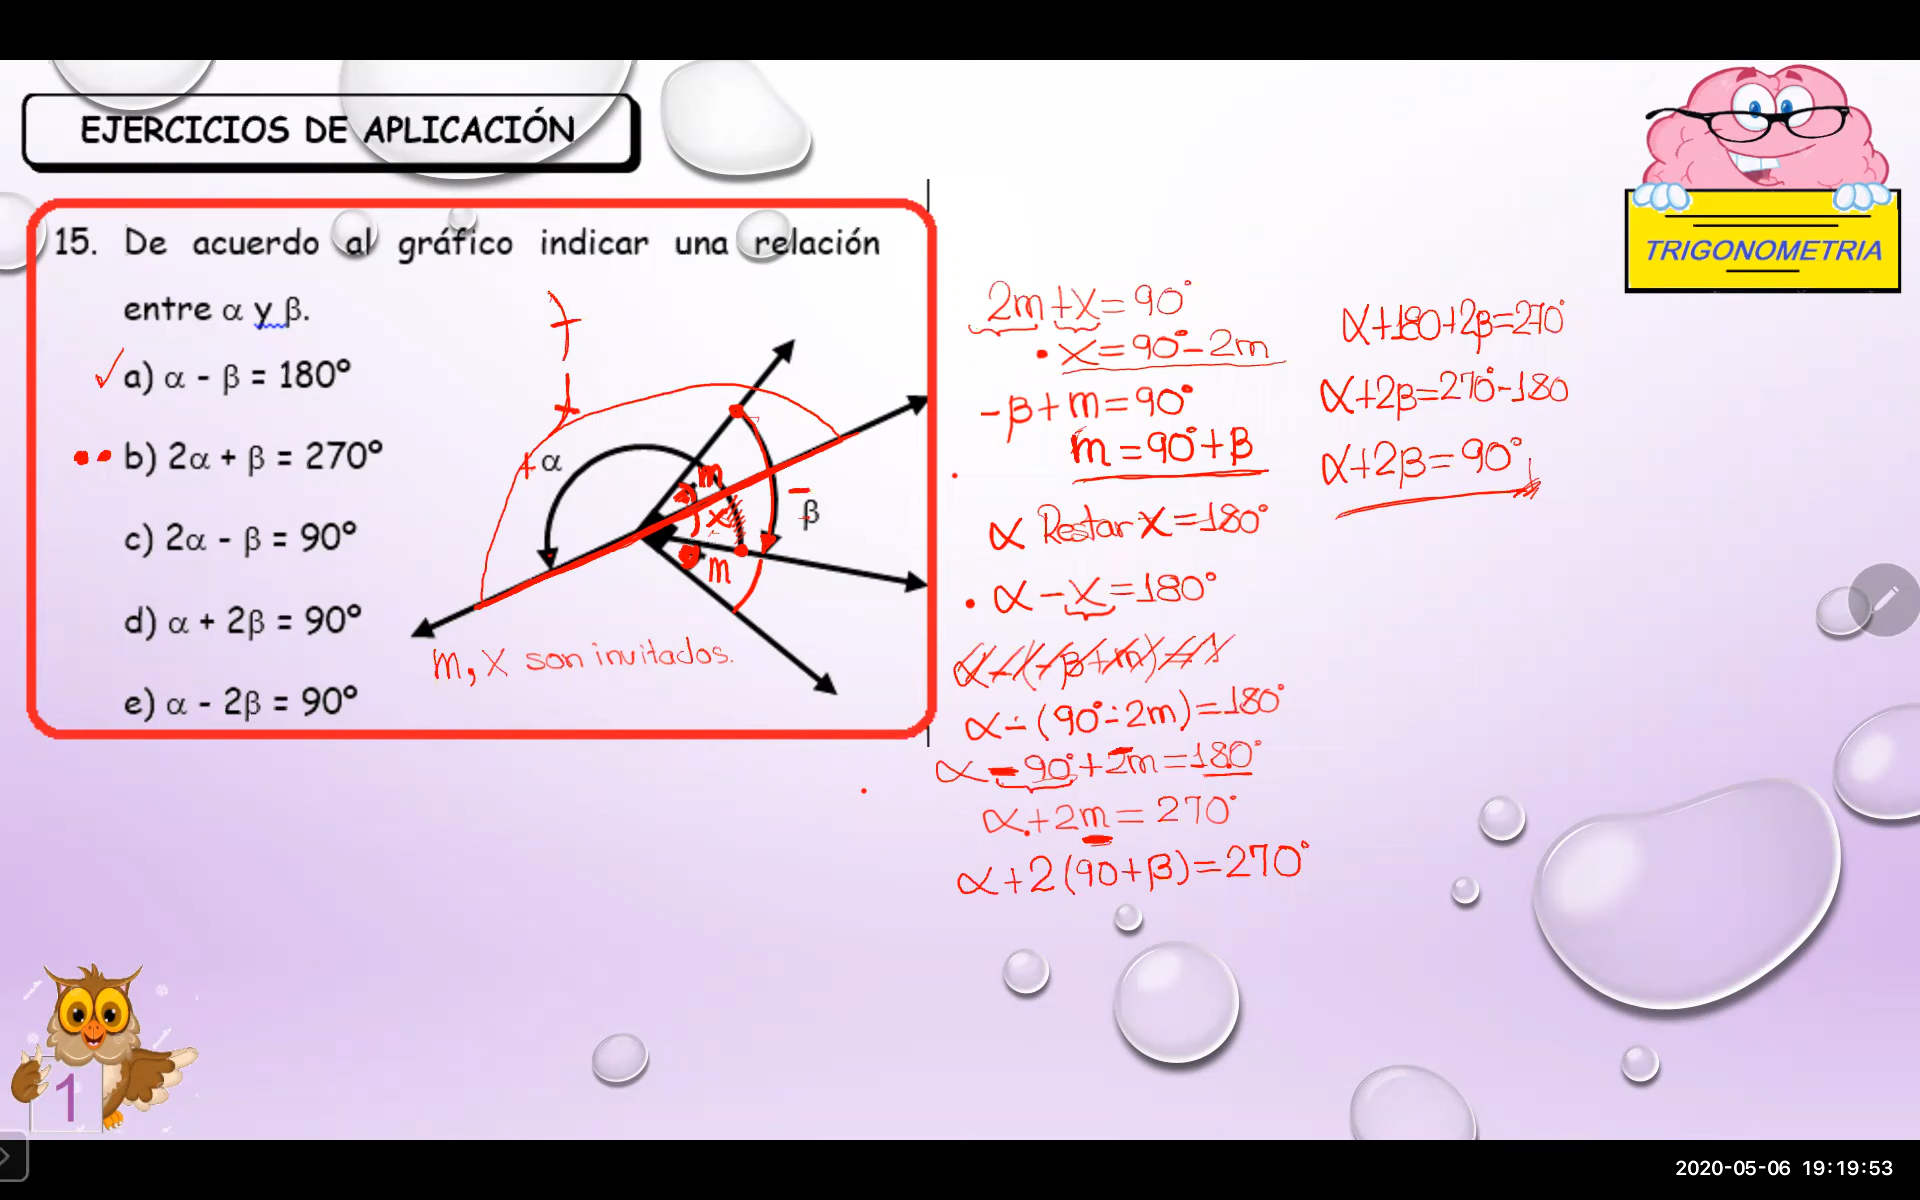 EJERCICIOS DE APLICACIÓN
TRIGONOMETRIA
15. De acuerdo al gráfico indicar una relación
entre α y β.
a) α - β = 180°
b) 2α + β = 270°
c) 2α - β = 90°
d) α + 2β = 90°
e) α - 2β = 90°
+ α
m
x
m
-
β
m, x son invitados.
2m + x = 90°
• x = 90° - 2m
-β + m = 90°
m = 90° + β
α Restar x = 180°
• α - x = 180°
α - (90° - 2m) = 180°
α - 90° + 2m = 180°
α + 2m = 270°
α + 2(90 + β) = 270°
α + 180 + 2β = 270°
α + 2β = 270° - 180
α + 2β = 90°
1
2020-05-06 19:19:53